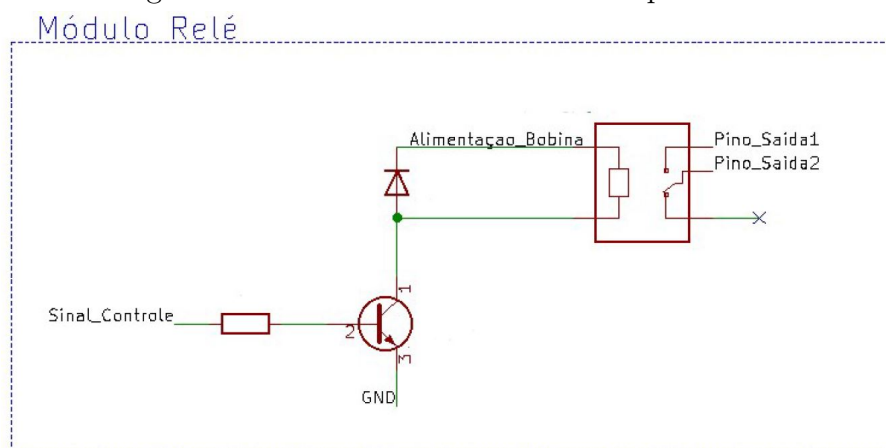 Módulo Relé
Alimentaçao_Bobina
Pino_Saida1
Pino_Saida2
1
Sinal_Controle
2
3
GND